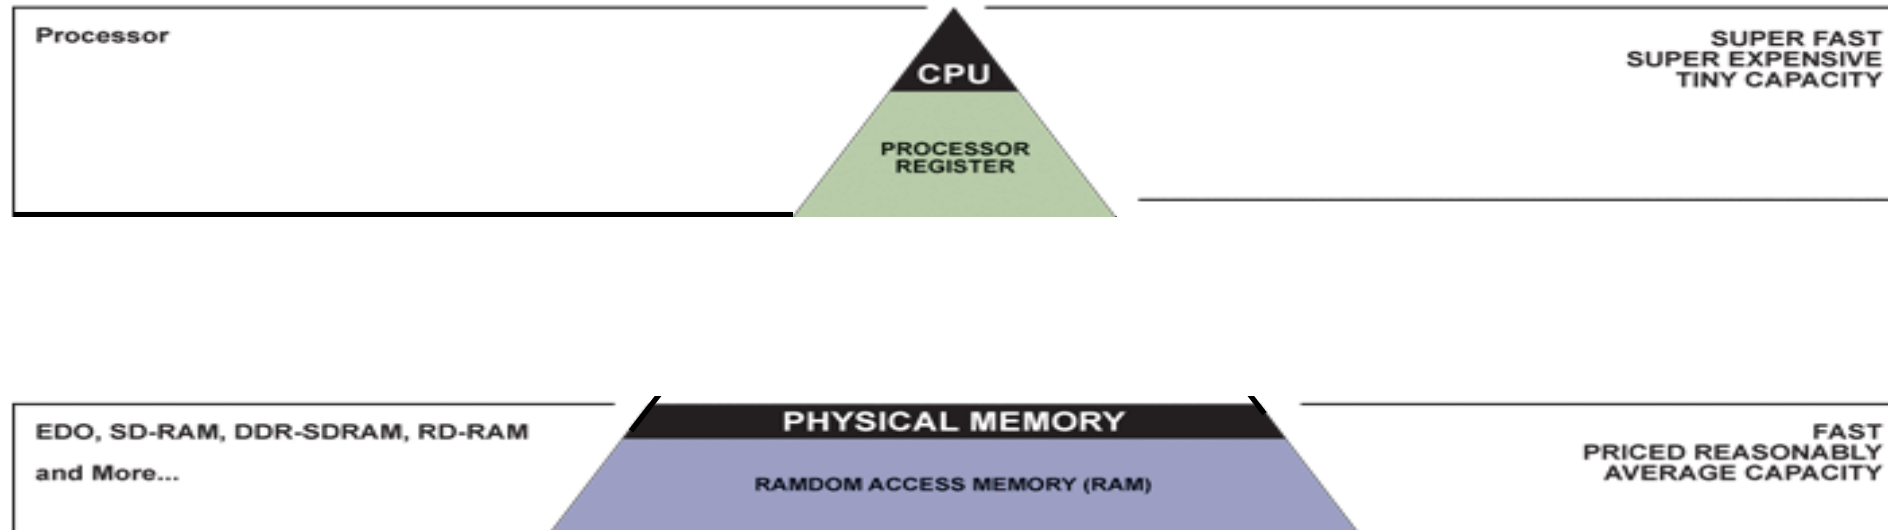 Processor
CPU
PROCESSOR
REGISTER
SUPER FAST
SUPER EXPENSIVE
TINY CAPACITY
EDO, SD-RAM, DDR-SDRAM, RD-RAM
and More...
PHYSICAL MEMORY
RAMDOM ACCESS MEMORY (RAM)
FAST
PRICED REASONABLY
AVERAGE CAPACITY